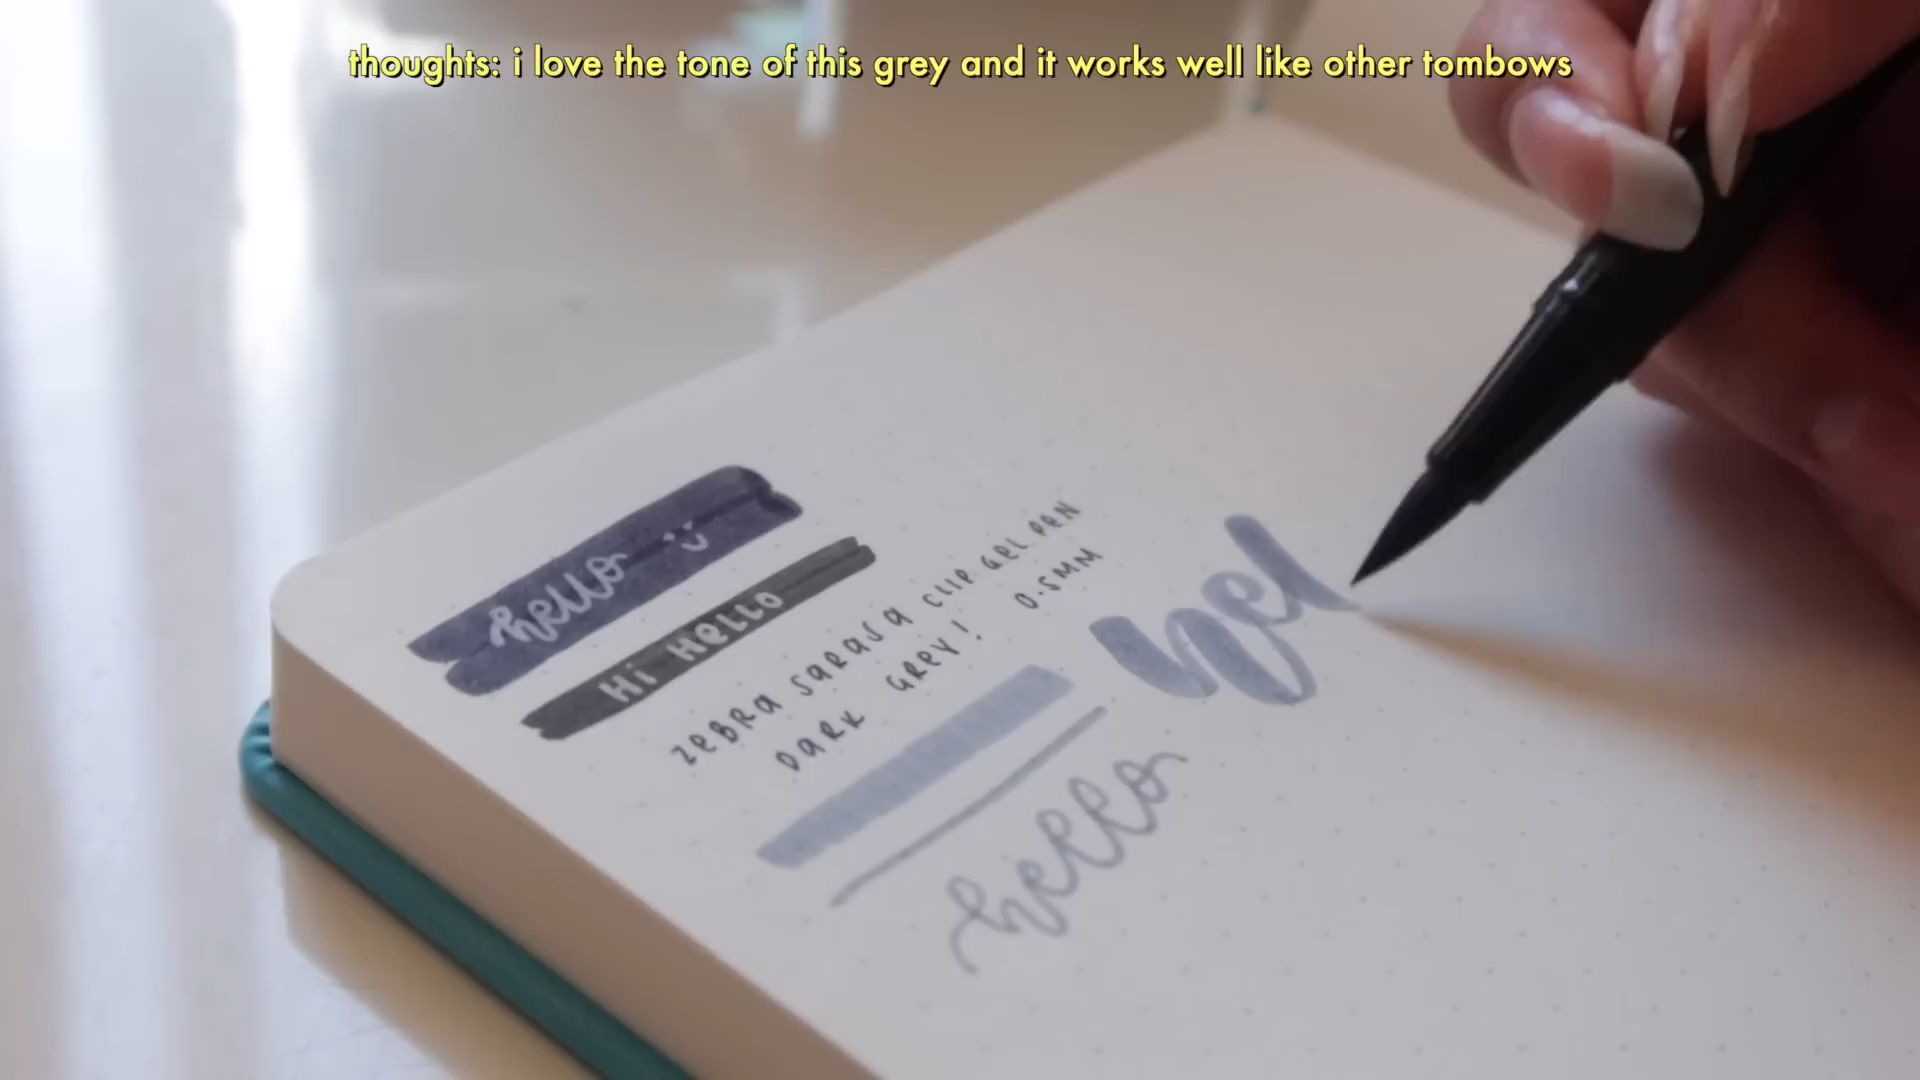 thoughts: i love the tone of this grey and it works well like other tombows
hello
Hi HeLLO
zeBRa saRasa CLIP GeL PeN
DaRK GReY! 0.5MM
hel
hello